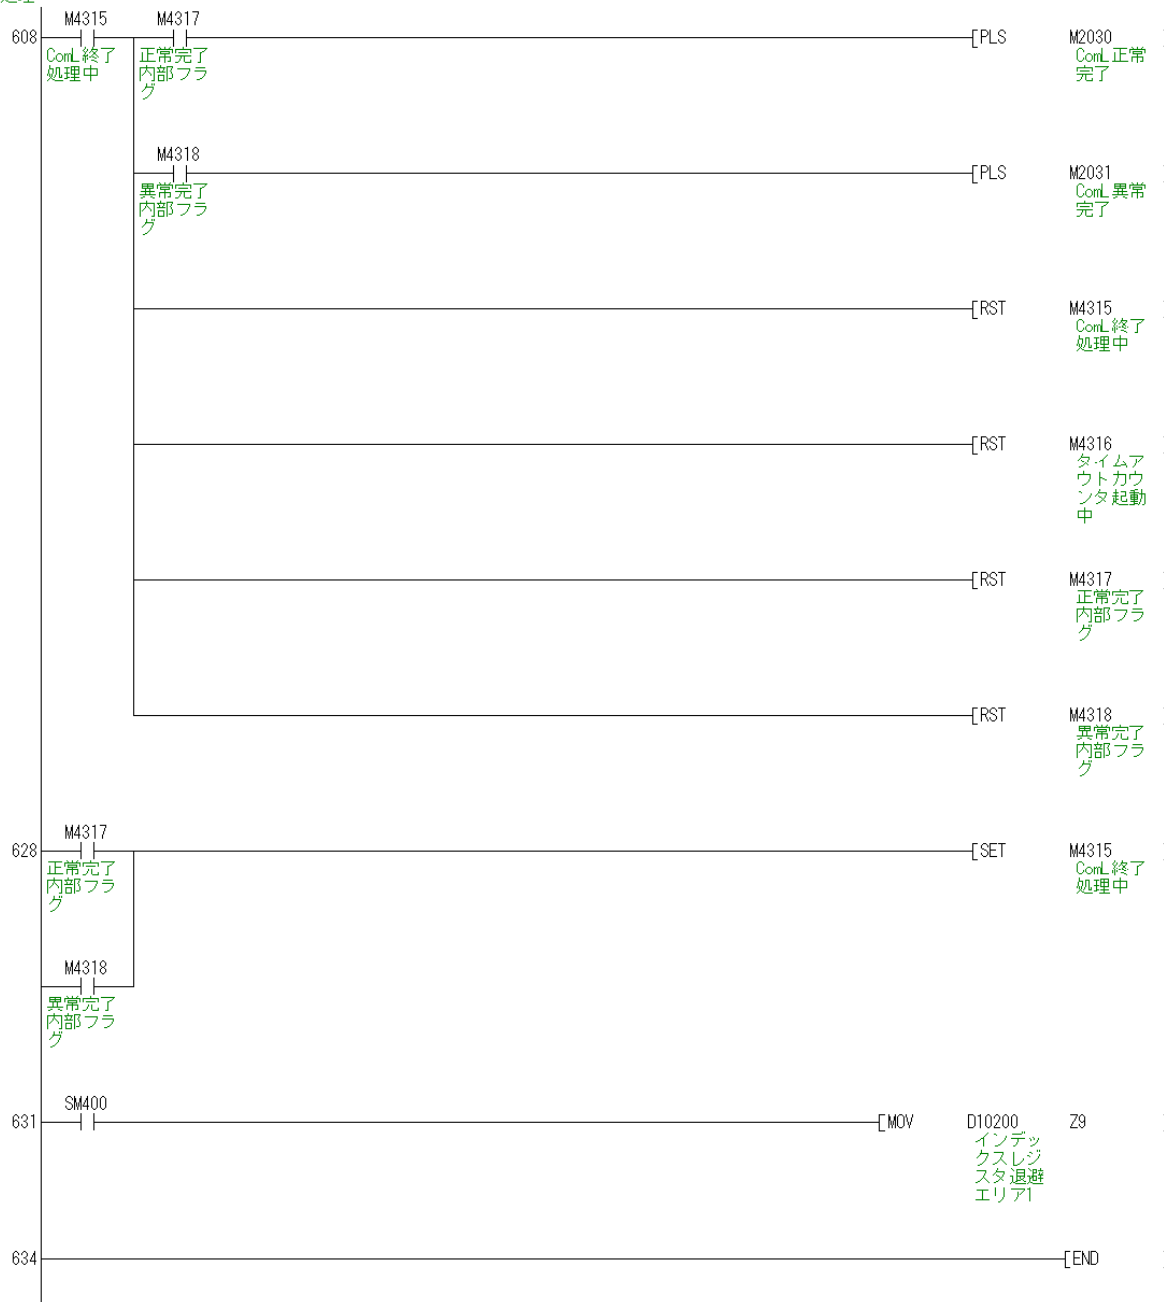 M4315 M4317
608 [PLS M2030
ComL終了 正常完了 ComL正常
処理中 内部フラ 完了
グ
M4318
[PLS M2031
異常完了 ComL異常
内部フラ 完了
グ
[RST M4315
ComL終了
処理中
[RST M4316
タイムア
ウトカウ
ンタ起動
中
[RST M4317
正常完了
内部フラ
グ
[RST M4318
異常完了
内部フラ
グ
M4317
628 [SET M4315
正常完了 ComL終了
内部フラ 処理中
グ
M4318
異常完了
内部フラ
グ
SM400
631 [MOV D10200 Z9
インデッ
クスレジ
スタ退避
エリア1
634 [END